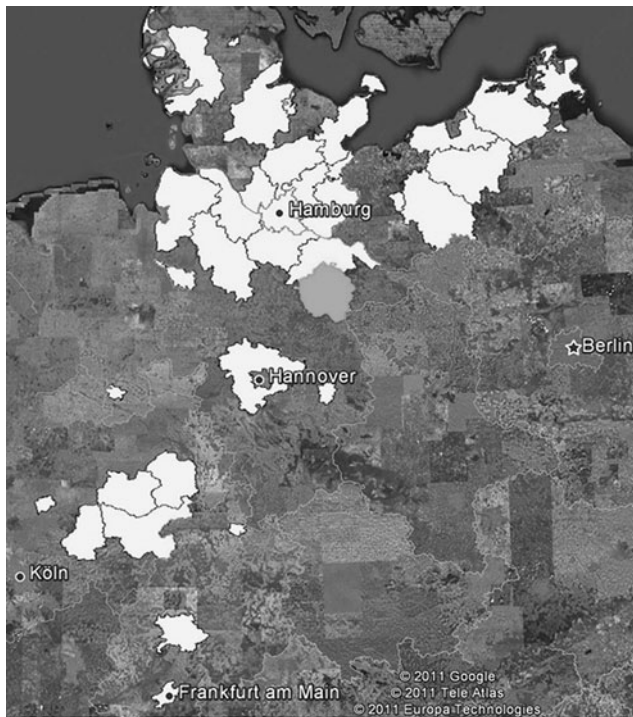 Hamburg
Berlin
Hannover
Köln
Frankfurt am Main
© 2011 Google
© 2011 Tele Atlas
© 2011 Europa Technologies